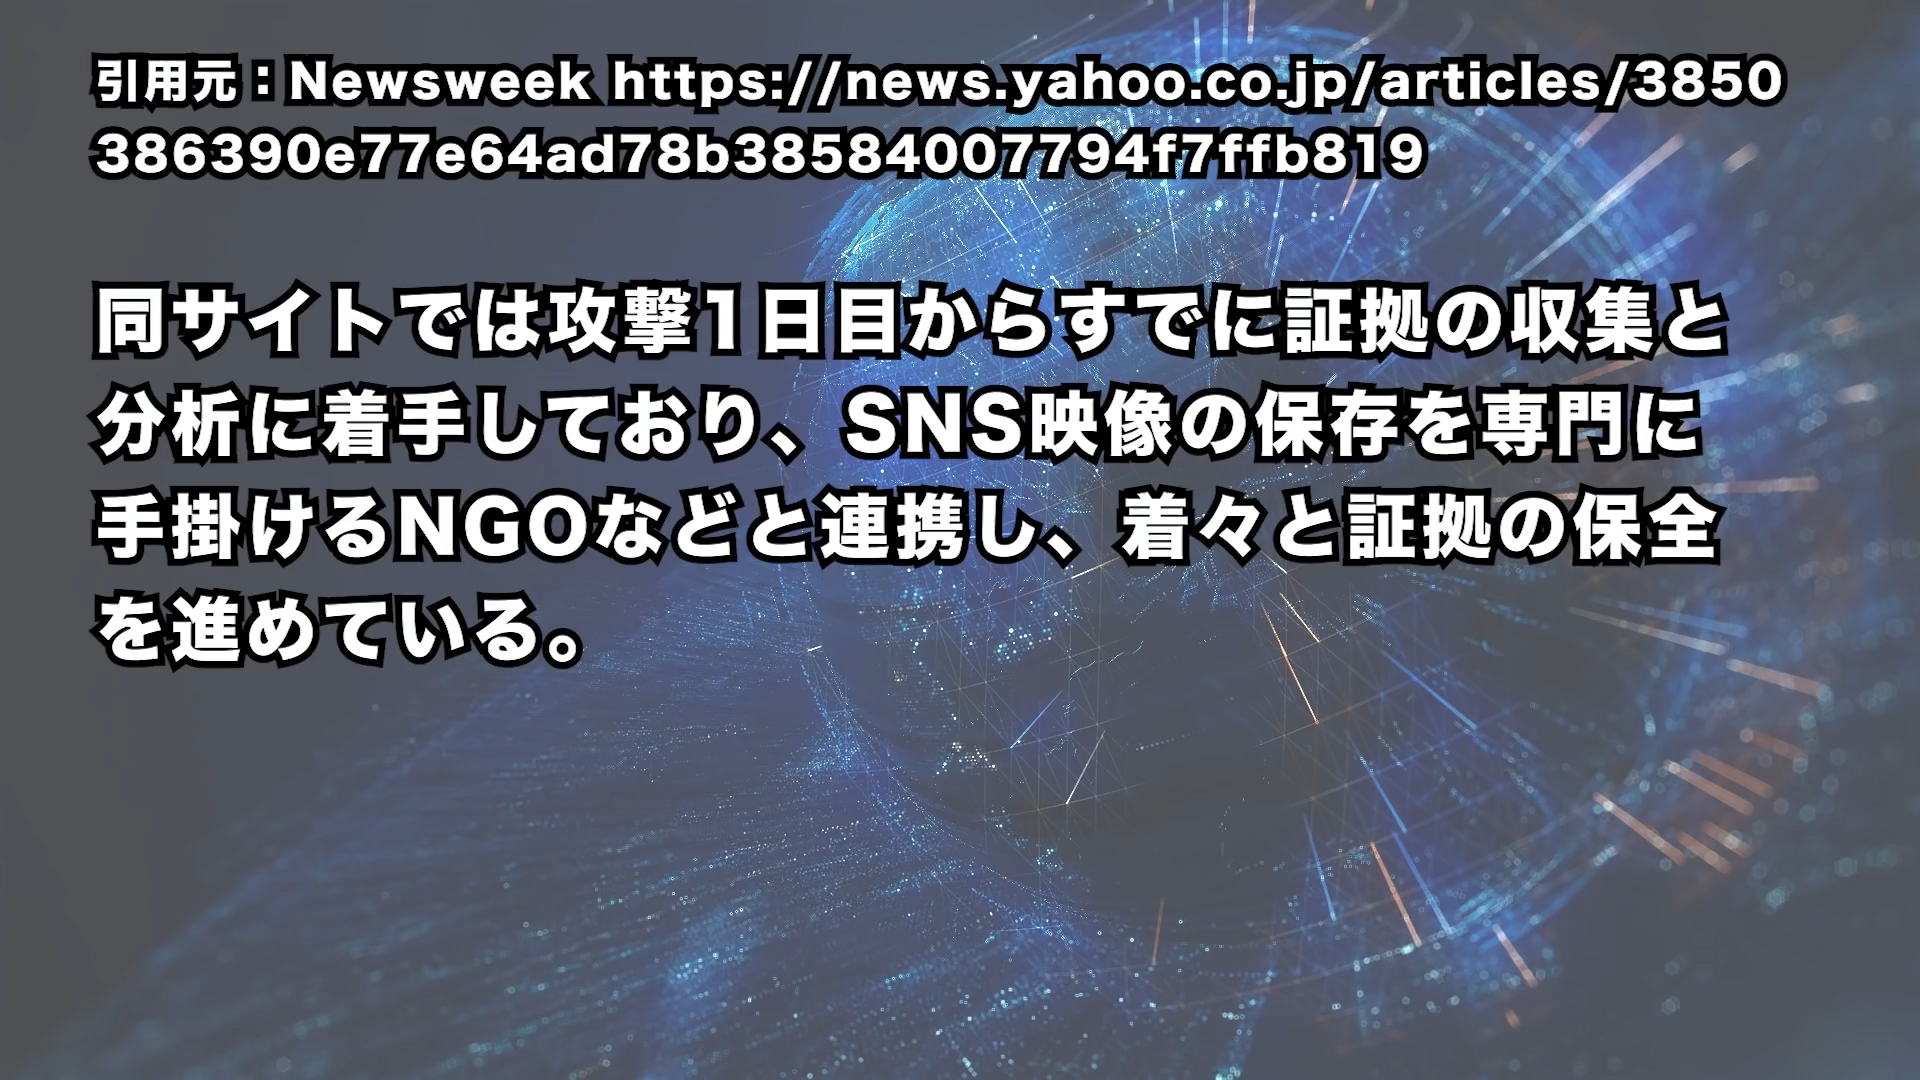 引用元：Newsweek https://news.yahoo.co.jp/articles/3850
386390e77e64ad78b38584007794f7ffb819
同サイトでは攻撃1日目からすでに証拠の収集と
分析に着手しており、SNS映像の保存を専門に
手掛けるNGOなどと連携し、着々と証拠の保全
を進めている。